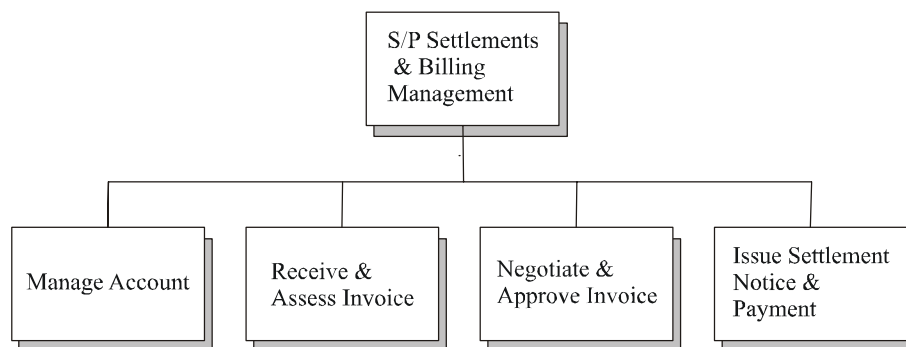 S/P Settlements
& Billing
Management
Manage Account
Receive &
Assess Invoice
Negotiate &
Approve Invoice
Issue Settlement
Notice &
Payment